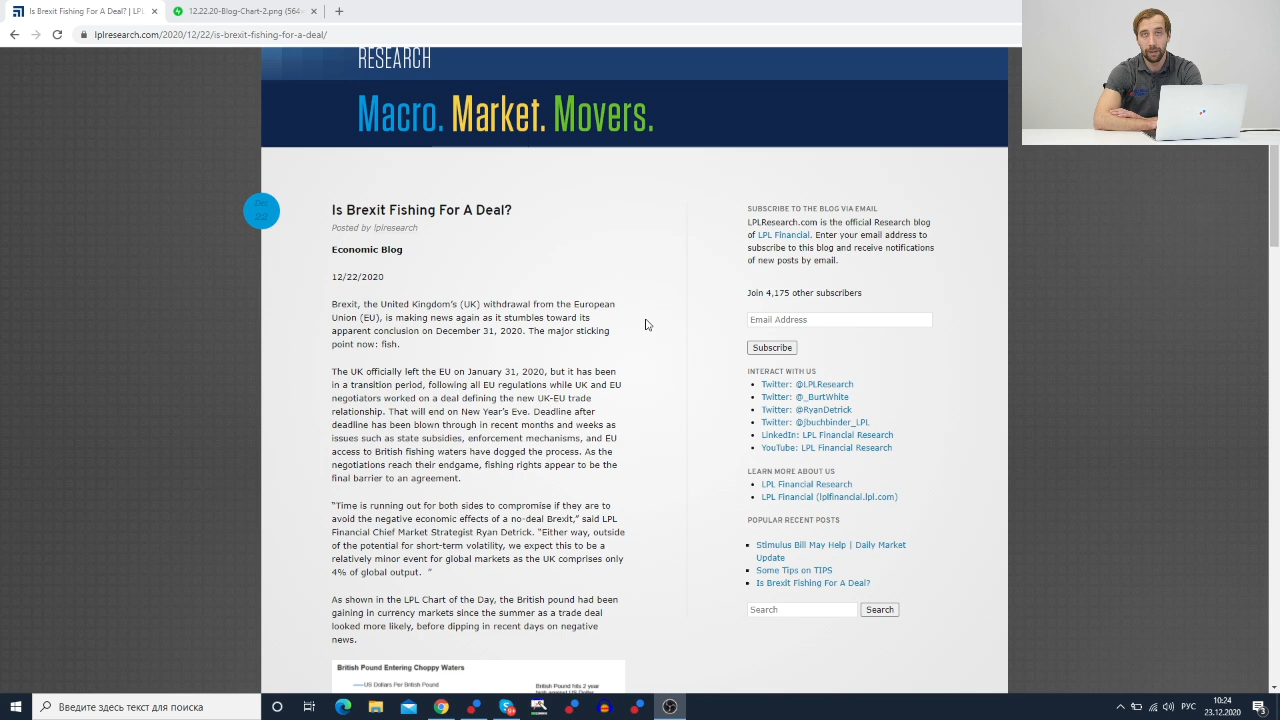 Is Brexit Fishing For A Deal? | LPL
12.22.20-Blog-Chart-2.png (564×
lplresearch.com/2020/12/22/is-brexit-fishing-for-a-deal/
RESEARCH
Macro. Market. Movers.
Dec
22
Is Brexit Fishing For A Deal?
Posted by lplresearch
Economic Blog
12/22/2020
Brexit, the United Kingdom’s (UK) withdrawal from the European
Union (EU), is making news again as it stumbles toward its
apparent conclusion on December 31, 2020. The major sticking
point now: fish.
The UK officially left the EU on January 31, 2020, but it has been
in a transition period, following all EU regulations while UK and EU
negotiators worked on a deal defining the new UK-EU trade
relationship. That will end on New Year’s Eve. Deadline after
deadline has been blown through in recent months and weeks as
issues such as state subsidies, enforcement mechanisms, and EU
access to British fishing waters have dogged the process. As the
negotiations reach their endgame, fishing rights appear to be the
final barrier to an agreement.
“Time is running out for both sides to compromise if they are to
avoid the negative economic effects of a no-deal Brexit,” said LPL
Financial Chief Market Strategist Ryan Detrick. “Either way, outside
of the potential for short-term volatility, we expect this to be a
relatively minor event for global markets as the UK comprises only
4% of global output. “
As shown in the LPL Chart of the Day, the British pound had been
gaining in currency markets since the summer as a trade deal
looked more likely, before dipping in recent days on negative
news.
British Pound Entering Choppy Waters
US Dollars Per British Pound
British Pound hits 2 year
SUBSCRIBE TO THE BLOG VIA EMAIL
LPLResearch.com is the official Research blog
of LPL Financial. Enter your email address to
subscribe to this blog and receive notifications
of new posts by email.
Join 4,175 other subscribers
Email Address
Subscribe
INTERACT WITH US
Twitter: @LPLResearch
Twitter: @_BurtWhite
Twitter: @RyanDetrick
Twitter: @jbuchbinder_LPL
LinkedIn: LPL Financial Research
YouTube: LPL Financial Research
LEARN MORE ABOUT US
LPL Financial Research
LPL Financial (lplfinancial.lpl.com)
POPULAR RECENT POSTS
Stimulus Bill May Help | Daily Market
Update
Some Tips on TIPS
Is Brexit Fishing For A Deal?
Search
Search
Введите здесь текст для поиска
РУС
10:24
23.12.2020